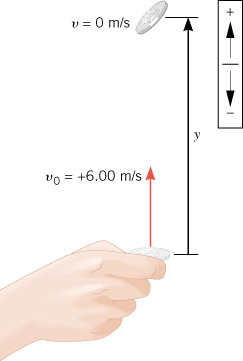 v = 0 m/s
+
y
−
v₀ = +6.00 m/s